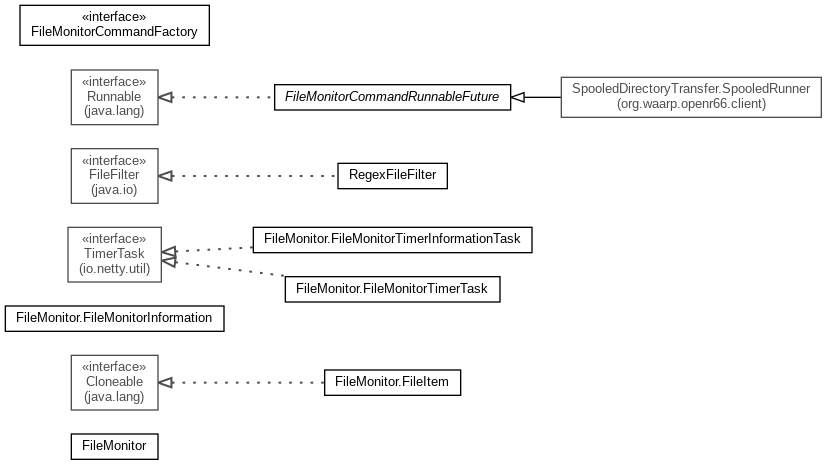 «interface»
FileMonitorCommandFactory
«interface»
Runnable
(java.lang)
FileMonitorCommandRunnableFuture
SpooledDirectoryTransfer.SpooledRunner
(org.waarp.openr66.client)
«interface»
FileFilter
(java.io)
RegexFileFilter
«interface»
TimerTask
(io.netty.util)
FileMonitor.FileMonitorTimerInformationTask
FileMonitor.FileMonitorTimerTask
FileMonitor.FileMonitorInformation
«interface»
Cloneable
(java.lang)
FileMonitor.FileItem
FileMonitor